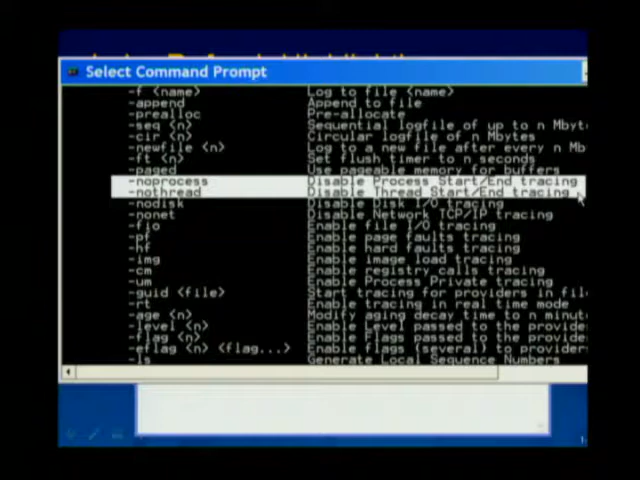 Select Command Prompt
-f <name> Log to file <name>
-append Append to file
-prealloc Pre-allocate
-seq <n> Sequential logfile of up to n Mbyt
-cir <n> Circular logfile of n Mbytes
-newfile <n> Log to a new file after every n Mb
-ft <n> Set flush timer to n seconds
-paged Use pageable memory for buffers
-noprocess Disable Process Start/End tracing
-nothread Disable Thread Start/End tracing
-nodisk Disable Disk I/O tracing
-nonet Disable Network TCP/IP tracing
-fio Enable file I/O tracing
-pf Enable page faults tracing
-hf Enable hard faults tracing
-img Enable image load tracing
-cm Enable registry calls tracing
-um Enable Process Private tracing
-guid <file> Start tracing for providers in file
-rt Enable tracing in real time mode
-age <n> Modify aging decay time to n minut
-level <n> Enable Level passed to the provide
-flag <n> Enable Flags passed to the provide
-eflag <n> <flag...> Enable flags (several) to provider
-ls Generate Local Sequence Numbers